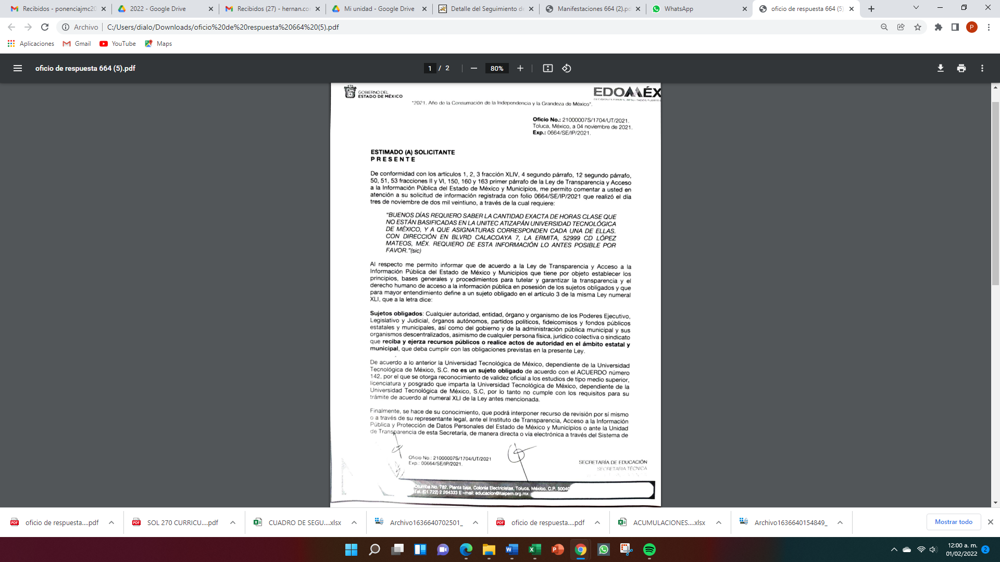 Recibidos - ponenciajmc20
2022 - Google Drive
Recibidos (27) - hernan.co
Mi unidad - Google Drive
Detalle del Seguimiento de
Manifestaciones 664 (2).pd
WhatsApp
oficio de respuesta 664 (5)
Archivo
C:/Users/dialo/Downloads/oficio%20de%20respuesta%20664%20(5).pdf
P
Aplicaciones
Gmail
YouTube
Maps
oficio de respuesta 664 (5).pdf
1 / 2
80%
GOBIERNO DEL
ESTADO DE MÉXICO
EDOMÉX
DECISIONES FIRMES, RESULTADOS FUERTES
"2021. Año de la Consumación de la Independencia y la Grandeza de México".
Oficio No.: 21000007S/1704/UT/2021.
Toluca, México, a 04 noviembre de 2021.
Exp.: 0664/SE/IP/2021.
ESTIMADO (A) SOLICITANTE
P R E S E N T E
De conformidad con los artículos 1, 2, 3 fracción XLIV, 4 segundo párrafo, 12 segundo párrafo,
50, 51, 53 fracciones II y VI, 150, 160 y 163 primer párrafo de la Ley de Transparencia y Acceso
a la Información Pública del Estado de México y Municipios, me permito comentar a usted en
atención a su solicitud de información registrada con folio 0664/SE/IP/2021 que realizó el día
tres de noviembre de dos mil veintiuno, a través de la cual requiere:
"BUENOS DÍAS REQUIERO SABER LA CANTIDAD EXACTA DE HORAS CLASE QUE
NO ESTÁN BASIFICADAS EN LA UNITEC ATIZAPÁN UNIVERSIDAD TECNOLÓGICA
DE MÉXICO, Y A QUE ASIGNATURAS CORRESPONDEN CADA UNA DE ELLAS.
CON DIRECCIÓN EN BLVRD CALACOAYA 7, LA ERMITA, 52999 CD LÓPEZ
MATEOS, MÉX. REQUIERO DE ESTA INFORMACIÓN LO ANTES POSIBLE POR
FAVOR."(sic)
Al respecto me permito informar que de acuerdo a la Ley de Transparencia y Acceso a la
Información Pública del Estado de México y Municipios que tiene por objeto establecer los
principios, bases generales y procedimientos para tutelar y garantizar la transparencia y el
derecho humano de acceso a la información pública en posesión de los sujetos obligados y que
para mayor entendimiento define a un sujeto obligado en el artículo 3 de la misma Ley numeral
XLI, que a la letra dice:
Sujetos obligados: Cualquier autoridad, entidad, órgano y organismo de los Poderes Ejecutivo,
Legislativo y Judicial, órganos autónomos, partidos políticos, fideicomisos y fondos públicos
estatales y municipales, así como del gobierno y de la administración pública municipal y sus
organismos descentralizados, asimismo de cualquier persona física, jurídico colectiva o sindicato
que reciba y ejerza recursos públicos o realice actos de autoridad en el ámbito estatal y
municipal, que deba cumplir con las obligaciones previstas en la presente Ley.
De acuerdo a lo anterior la Universidad Tecnológica de México, dependiente de la Universidad
Tecnológica de México, S.C. no es un sujeto obligado de acuerdo con el ACUERDO número
142, por el que se otorga reconocimiento de validez oficial a los estudios de tipo medio superior,
licenciatura y posgrado que imparta la Universidad Tecnológica de México, dependiente de la
Universidad Tecnológica de México, S.C, por lo tanto no cumple con los requisitos para su
trámite de acuerdo al numeral XLI de la Ley antes mencionada.
Finalmente, se hace de su conocimiento, que podrá interponer recurso de revisión por sí mismo
o a través de su representante legal, ante el Instituto de Transparencia, Acceso a la Información
Pública y Protección de Datos Personales del Estado de México y Municipios o ante la Unidad
de Transparencia de esta Secretaría, de manera directa o vía electrónica a través del Sistema de
Oficio No.: 21000007S/1704/UT/2021
Exp.: 00664/SE/IP/2021.
SECRETARÍA DE EDUCACIÓN
SECRETARIA TÉCNICA
Otumba No. 782, Planta baja, Colonia Electricistas, Toluca, México. C.P. 50040
Tel. (01 722) 2 264333 E -mail: educacion@itaipem.org.mx
oficio de respuesta....pdf
SOL 270 CURRICU....pdf
CUADRO DE SEGU....xlsx
Archivo1636640702501_
oficio de respuesta....pdf
ACUMULACIONES....xlsx
Archivo1636640154849_
Mostrar todo
12:00 a. m.
01/02/2022
2